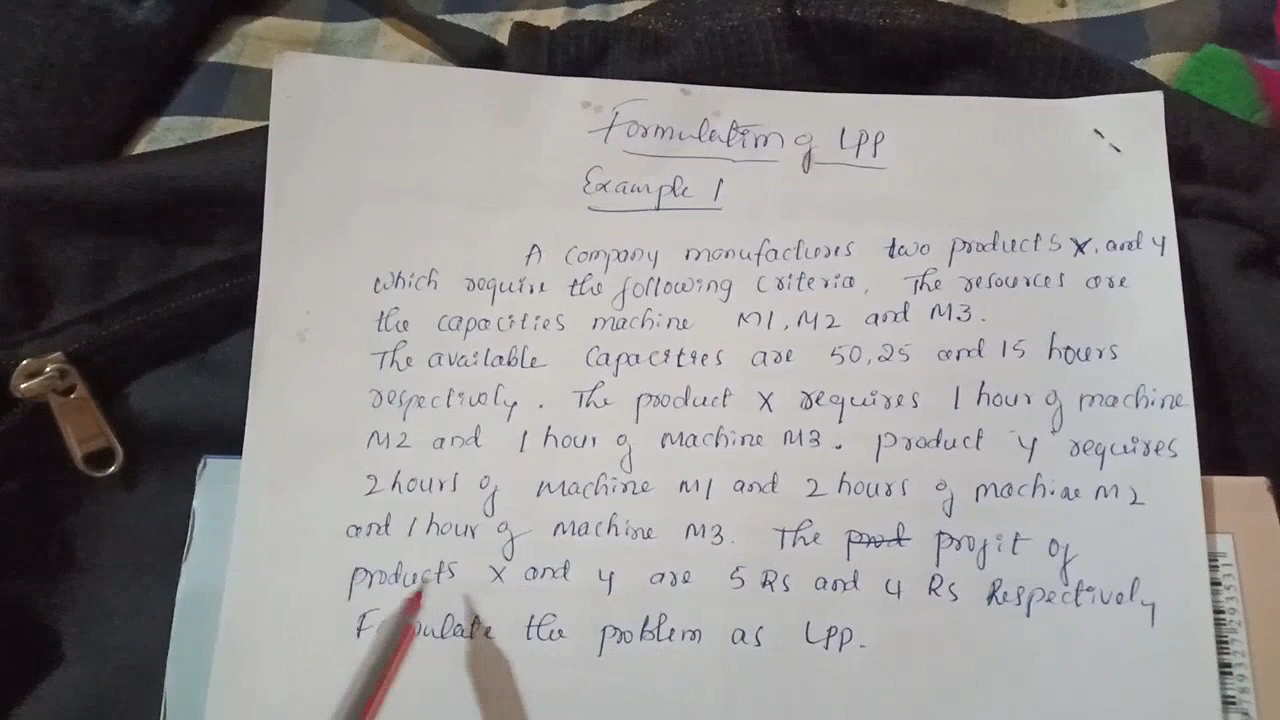 Formulating of LPP
Example 1
A company manufactures two products X, and Y
which require the following criteria. The resources are
the capacities machine M1, M2 and M3.
The available capacities are 50, 25 and 15 hours
respectively. The product X requires 1 hour of machine
M2 and 1 hour of machine M3. product "Y" requires
2 hours of machine M1 and 2 hours of machine M2
and 1 hour of machine M3. The prod profit of
products X and Y are 5 Rs and 4 Rs Respectively
Formulate the problem as LPP.